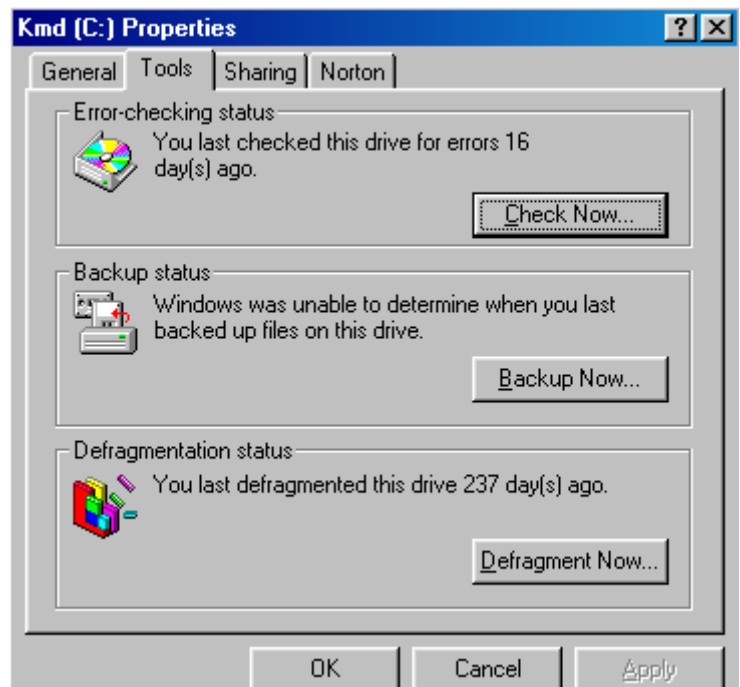 Kmd (C:) Properties
? X
General Tools Sharing Norton
Error-checking status
You last checked this drive for errors 16
day(s) ago.
Check Now...
Backup status
Windows was unable to determine when you last
backed up files on this drive.
Backup Now...
Defragmentation status
You last defragmented this drive 237 day(s) ago.
Defragment Now...
OK Cancel Apply